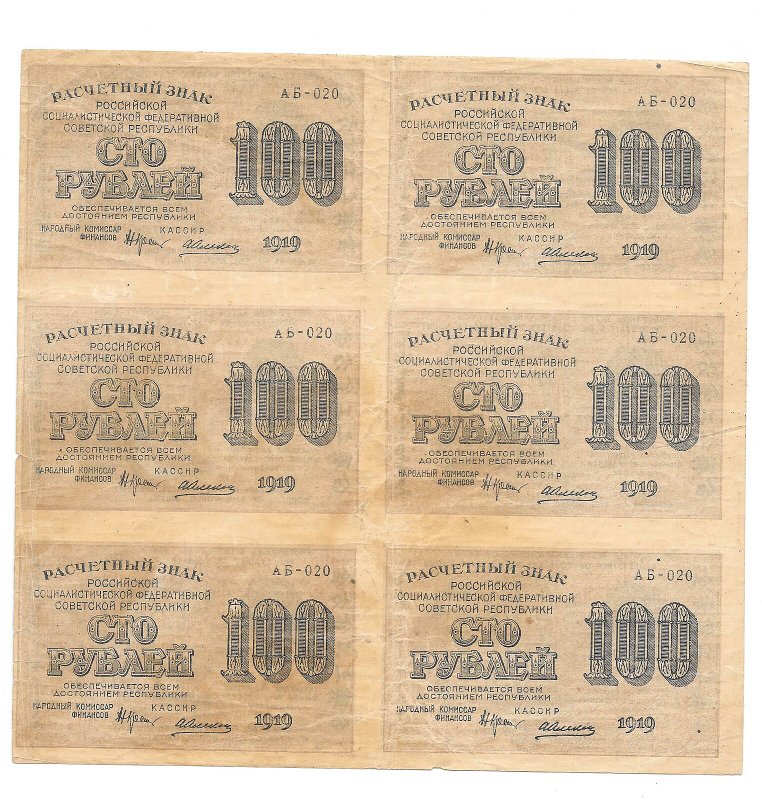 РАСЧЕТНЫЙ ЗНАК
АБ-020
РОССИЙСКОЙ
СОЦИАЛИСТИЧЕСКОЙ ФЕДЕРАТИВНОЙ
СОВЕТСКОЙ РЕСПУБЛИКИ
СТО
РУБЛЕЙ
100
ОБЕСПЕЧИВАЕТСЯ ВСЕМ
ДОСТОЯНИЕМ РЕСПУБЛИКИ
НАРОДНЫЙ КОМИССАР
ФИНАНСОВ
КАССИР
1919
РАСЧЕТНЫЙ ЗНАК
АБ-020
РОССИЙСКОЙ
СОЦИАЛИСТИЧЕСКОЙ ФЕДЕРАТИВНОЙ
СОВЕТСКОЙ РЕСПУБЛИКИ
СТО
РУБЛЕЙ
100
ОБЕСПЕЧИВАЕТСЯ ВСЕМ
ДОСТОЯНИЕМ РЕСПУБЛИКИ
НАРОДНЫЙ КОМИССАР
ФИНАНСОВ
КАССИР
1919
РАСЧЕТНЫЙ ЗНАК
АБ-020
РОССИЙСКОЙ
СОЦИАЛИСТИЧЕСКОЙ ФЕДЕРАТИВНОЙ
СОВЕТСКОЙ РЕСПУБЛИКИ
СТО
РУБЛЕЙ
100
ОБЕСПЕЧИВАЕТСЯ ВСЕМ
ДОСТОЯНИЕМ РЕСПУБЛИКИ
НАРОДНЫЙ КОМИССАР
ФИНАНСОВ
КАССИР
1919
РАСЧЕТНЫЙ ЗНАК
АБ-020
РОССИЙСКОЙ
СОЦИАЛИСТИЧЕСКОЙ ФЕДЕРАТИВНОЙ
СОВЕТСКОЙ РЕСПУБЛИКИ
СТО
РУБЛЕЙ
100
ОБЕСПЕЧИВАЕТСЯ ВСЕМ
ДОСТОЯНИЕМ РЕСПУБЛИКИ
НАРОДНЫЙ КОМИССАР
ФИНАНСОВ
КАССИР
1919
РАСЧЕТНЫЙ ЗНАК
АБ-020
РОССИЙСКОЙ
СОЦИАЛИСТИЧЕСКОЙ ФЕДЕРАТИВНОЙ
СОВЕТСКОЙ РЕСПУБЛИКИ
СТО
РУБЛЕЙ
100
ОБЕСПЕЧИВАЕТСЯ ВСЕМ
ДОСТОЯНИЕМ РЕСПУБЛИКИ
НАРОДНЫЙ КОМИССАР
ФИНАНСОВ
КАССИР
1919
РАСЧЕТНЫЙ ЗНАК
АБ-020
РОССИЙСКОЙ
СОЦИАЛИСТИЧЕСКОЙ ФЕДЕРАТИВНОЙ
СОВЕТСКОЙ РЕСПУБЛИКИ
СТО
РУБЛЕЙ
100
ОБЕСПЕЧИВАЕТСЯ ВСЕМ
ДОСТОЯНИЕМ РЕСПУБЛИКИ
НАРОДНЫЙ КОМИССАР
ФИНАНСОВ
КАССИР
1919